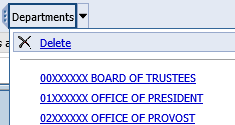 Departments
Delete
00XXXXXX BOARD OF TRUSTEES
01XXXXXX OFFICE OF PRESIDENT
02XXXXXX OFFICE OF PROVOST